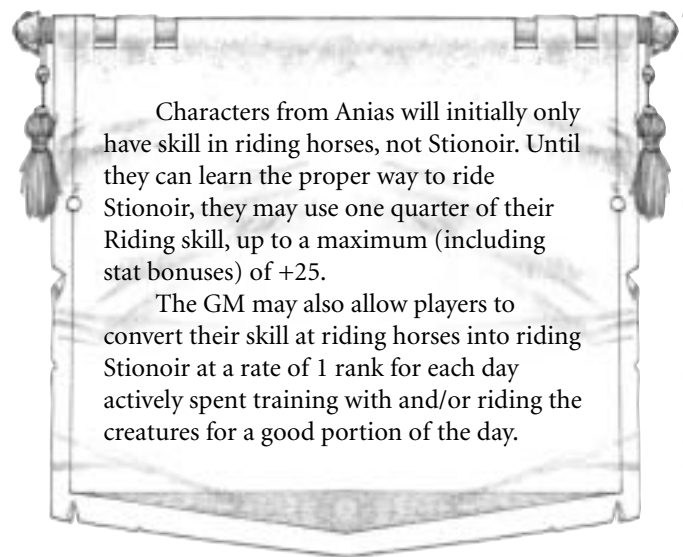 Characters from Anias will initially only
have skill in riding horses, not Stionoir. Until
they can learn the proper way to ride
Stionoir, they may use one quarter of their
Riding skill, up to a maximum (including
stat bonuses) of +25.
The GM may also allow players to
convert their skill at riding horses into riding
Stionoir at a rate of 1 rank for each day
actively spent training with and/or riding the
creatures for a good portion of the day.